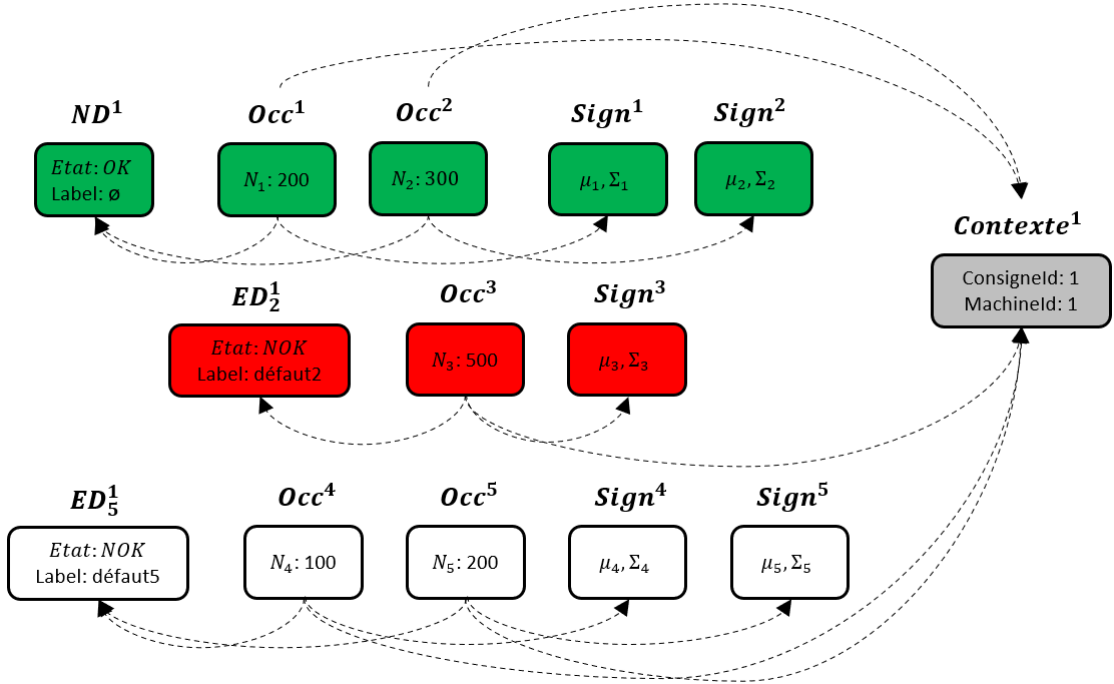 ND¹ Occ¹ Occ² Sign¹ Sign²
Etat: OK
Label: ø
N₁: 200
N₂: 300
μ₁, Σ₁
μ₂, Σ₂
Contexte¹
ConsigneId: 1
MachineId: 1
ED₂¹ Occ³ Sign³
Etat: NOK
Label: défaut2
N₃: 500
μ₃, Σ₃
ED₅¹ Occ⁴ Occ⁵ Sign⁴ Sign⁵
Etat: NOK
Label: défaut5
N₄: 100
N₅: 200
μ₄, Σ₄
μ₅, Σ₅